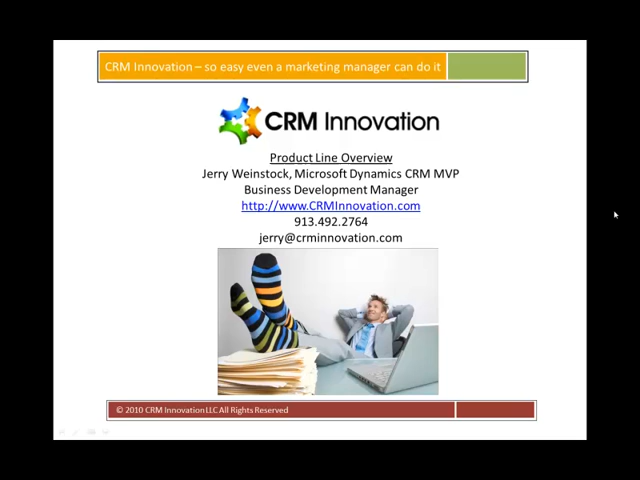 CRM Innovation – so easy even a marketing manager can do it
CRM Innovation
Product Line Overview
Jerry Weinstock, Microsoft Dynamics CRM MVP
Business Development Manager
http://www.CRMInnovation.com
913.492.2764
jerry@crminnovation.com
© 2010 CRM Innovation LLC All Rights Reserved